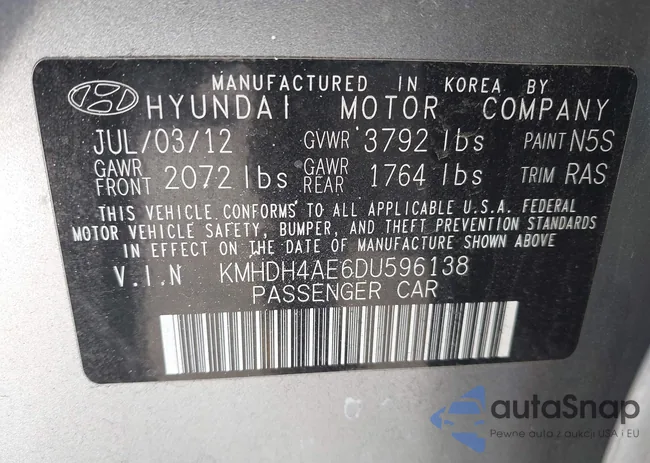 MANUFACTURED IN KOREA BY
HYUNDAI MOTOR COMPANY
JUL/03/12 GVWR 3792 lbs PAINT N5S
GAWR FRONT 2072 lbs GAWR REAR 1764 lbs TRIM RAS
THIS VEHICLE CONFORMS TO ALL APPLICABLE U.S.A. FEDERAL
MOTOR VEHICLE SAFETY, BUMPER, AND THEFT PREVENTION STANDARDS
IN EFFECT ON THE DATE OF MANUFACTURE SHOWN ABOVE
V.I.N KMHDH4AE6DU596138
PASSENGER CAR
autaSnap
Pewne auta z aukcji USA i EU